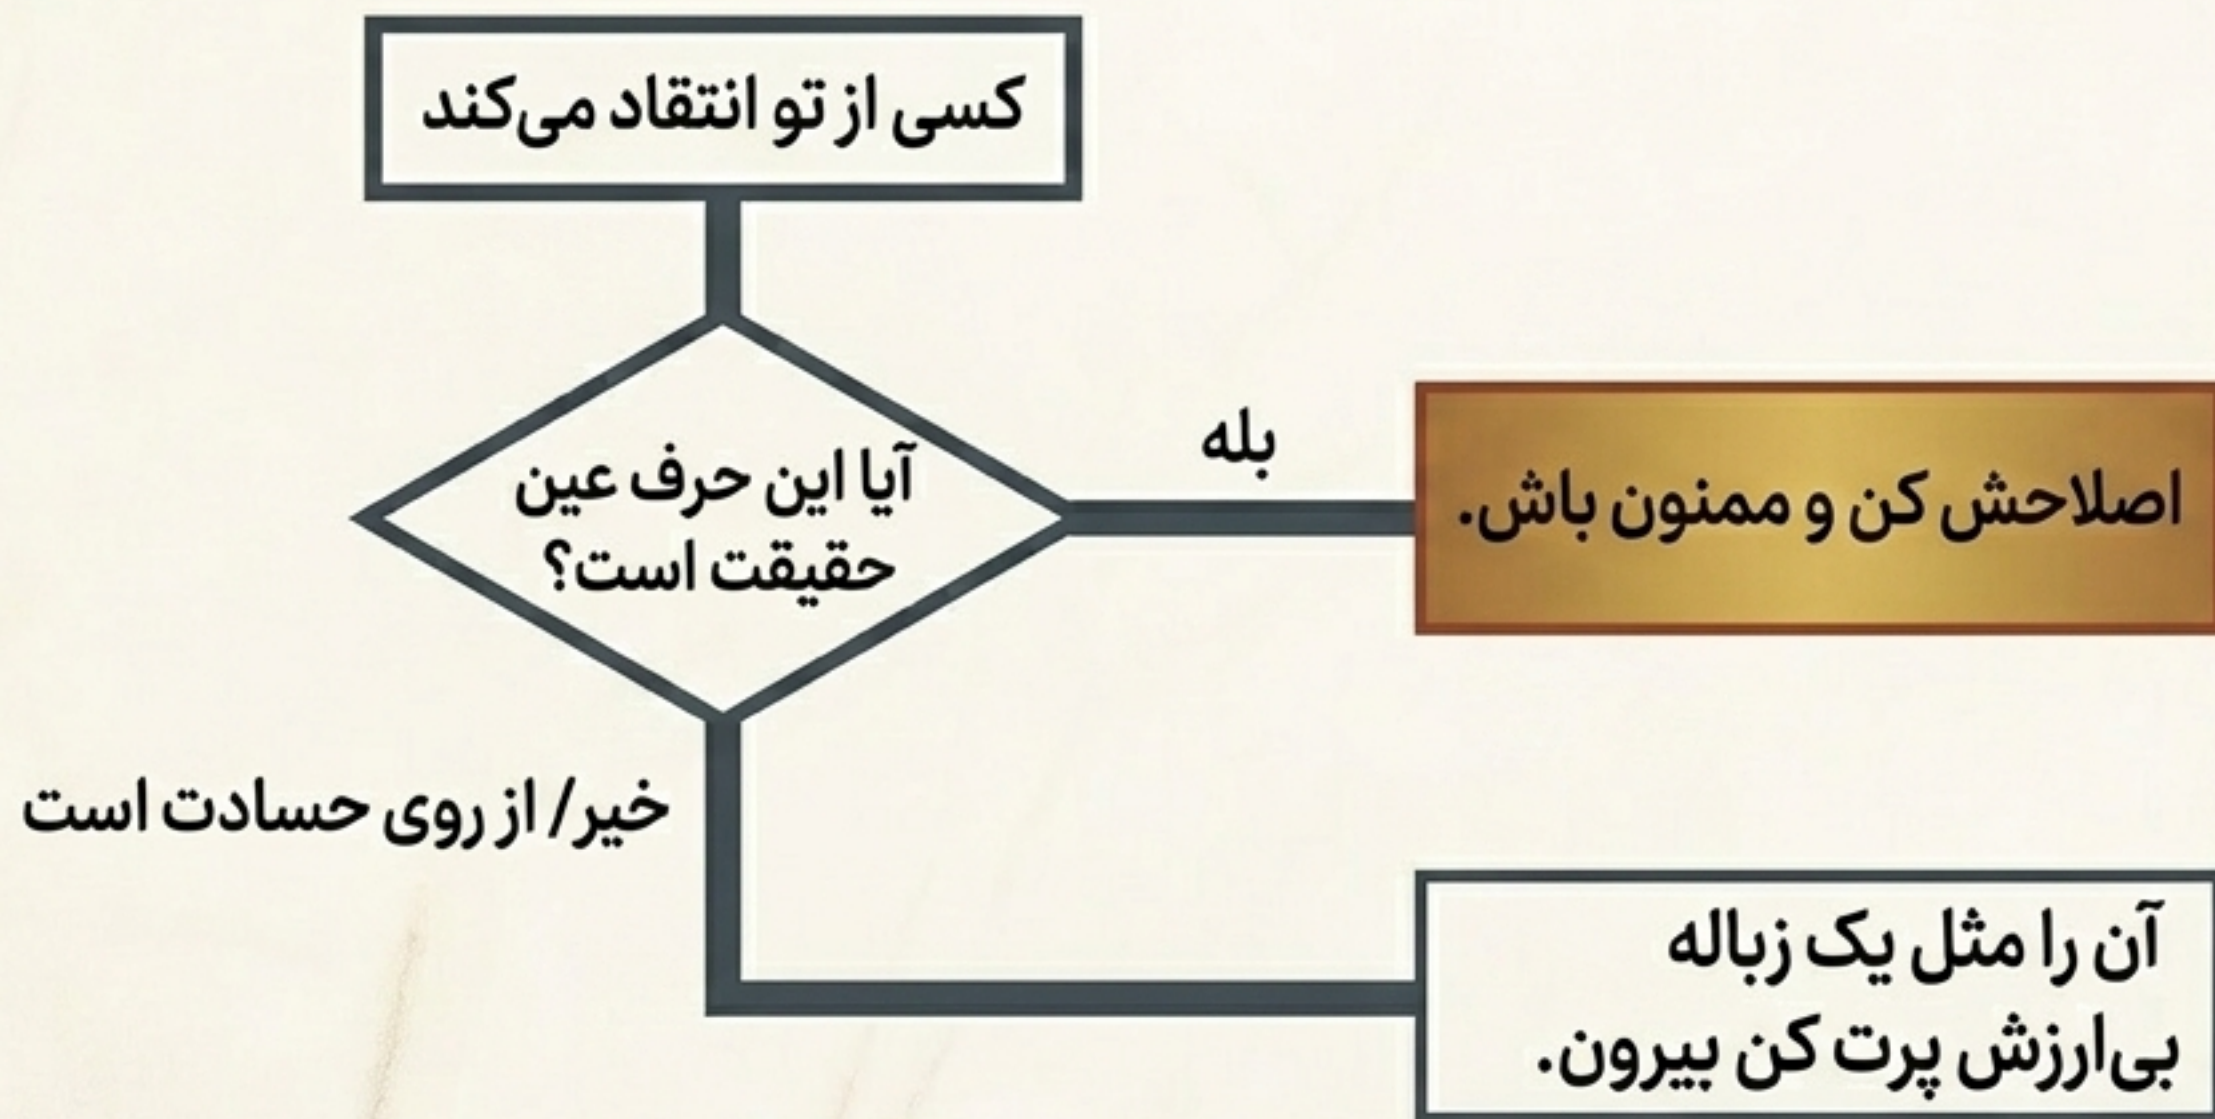 کسی از تو انتقاد می‌کند
آیا این حرف عین
حقیقت است؟
بله
اصلاحش کن و ممنون باش.
خیر/ از روی حسادت است
آن را مثل یک زباله
بی‌ارزش پرت کن بیرون.